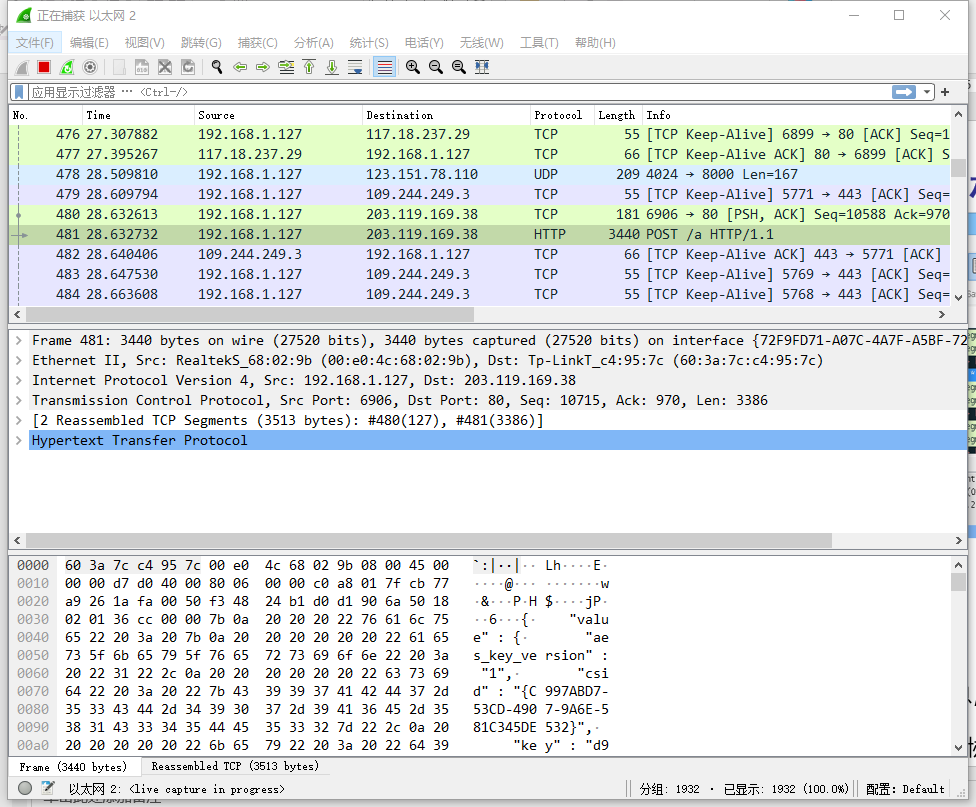 正在捕获 以太网 2
文件(F) 编辑(E) 视图(V) 跳转(G) 捕获(C) 分析(A) 统计(S) 电话(Y) 无线(W) 工具(T) 帮助(H)
应用显示过滤器 … <Ctrl-/>
No. Time Source Destination Protocol Length Info
476 27.307882 192.168.1.127 117.18.237.29 TCP 55 [TCP Keep-Alive] 6899 → 80 [ACK] Seq=1
477 27.395267 117.18.237.29 192.168.1.127 TCP 66 [TCP Keep-Alive ACK] 80 → 6899 [ACK] S
478 28.509810 192.168.1.127 123.151.78.110 UDP 209 4024 → 8000 Len=167
479 28.609794 192.168.1.127 109.244.249.3 TCP 55 [TCP Keep-Alive] 5771 → 443 [ACK] Seq=
480 28.632613 192.168.1.127 203.119.169.38 TCP 181 6906 → 80 [PSH, ACK] Seq=10588 Ack=970
481 28.632732 192.168.1.127 203.119.169.38 HTTP 3440 POST /a HTTP/1.1
482 28.640406 109.244.249.3 192.168.1.127 TCP 66 [TCP Keep-Alive ACK] 443 → 5771 [ACK]
483 28.647530 192.168.1.127 109.244.249.3 TCP 55 [TCP Keep-Alive] 5769 → 443 [ACK] Seq=
484 28.663608 192.168.1.127 109.244.249.3 TCP 55 [TCP Keep-Alive] 5768 → 443 [ACK] Seq=
Frame 481: 3440 bytes on wire (27520 bits), 3440 bytes captured (27520 bits) on interface {72F9FD71-A07C-4A7F-A5BF-72
Ethernet II, Src: RealtekS_68:02:9b (00:e0:4c:68:02:9b), Dst: Tp-LinkT_c4:95:7c (60:3a:7c:c4:95:7c)
Internet Protocol Version 4, Src: 192.168.1.127, Dst: 203.119.169.38
Transmission Control Protocol, Src Port: 6906, Dst Port: 80, Seq: 10715, Ack: 970, Len: 3386
[2 Reassembled TCP Segments (3513 bytes): #480(127), #481(3386)]
Hypertext Transfer Protocol
0000 60 3a 7c c4 95 7c 00 e0 4c 68 02 9b 08 00 45 00 `:|··|·· Lh····E·
0010 00 00 d7 d0 40 00 80 06 00 00 c0 a8 01 7f cb 77 ····@··· ·······w
0020 a9 26 1a fa 00 50 f3 48 24 b1 d0 d1 90 6a 50 18 ·&···P·H $····jP·
0030 02 01 36 cc 00 00 7b 0a 20 20 20 22 76 61 6c 75 ··6···{· "valu
0040 65 22 20 3a 20 7b 0a 20 20 20 20 20 20 22 61 65 e" : {· "ae
0050 73 5f 6b 65 79 5f 76 65 72 73 69 6f 6e 22 20 3a s_key_ve rsion" :
0060 20 22 31 22 2c 0a 20 20 20 20 20 20 22 63 73 69 "1",· "csi
0070 64 22 20 3a 20 22 7b 43 39 39 37 41 42 44 37 2d d" : "{C 997ABD7-
0080 35 33 43 44 2d 34 39 30 37 2d 39 41 36 45 2d 35 53CD-490 7-9A6E-5
0090 38 31 43 33 34 35 44 45 35 33 32 7d 22 2c 0a 20 81C345DE 532}",·
00a0 20 20 20 20 20 22 6b 65 79 22 20 3a 20 22 64 39 "ke y" : "d9
Frame (3440 bytes) Reassembled TCP (3513 bytes)
以太网 2: <live capture in progress> 分组: 1932 · 已显示: 1932 (100.0%) 配置: Default